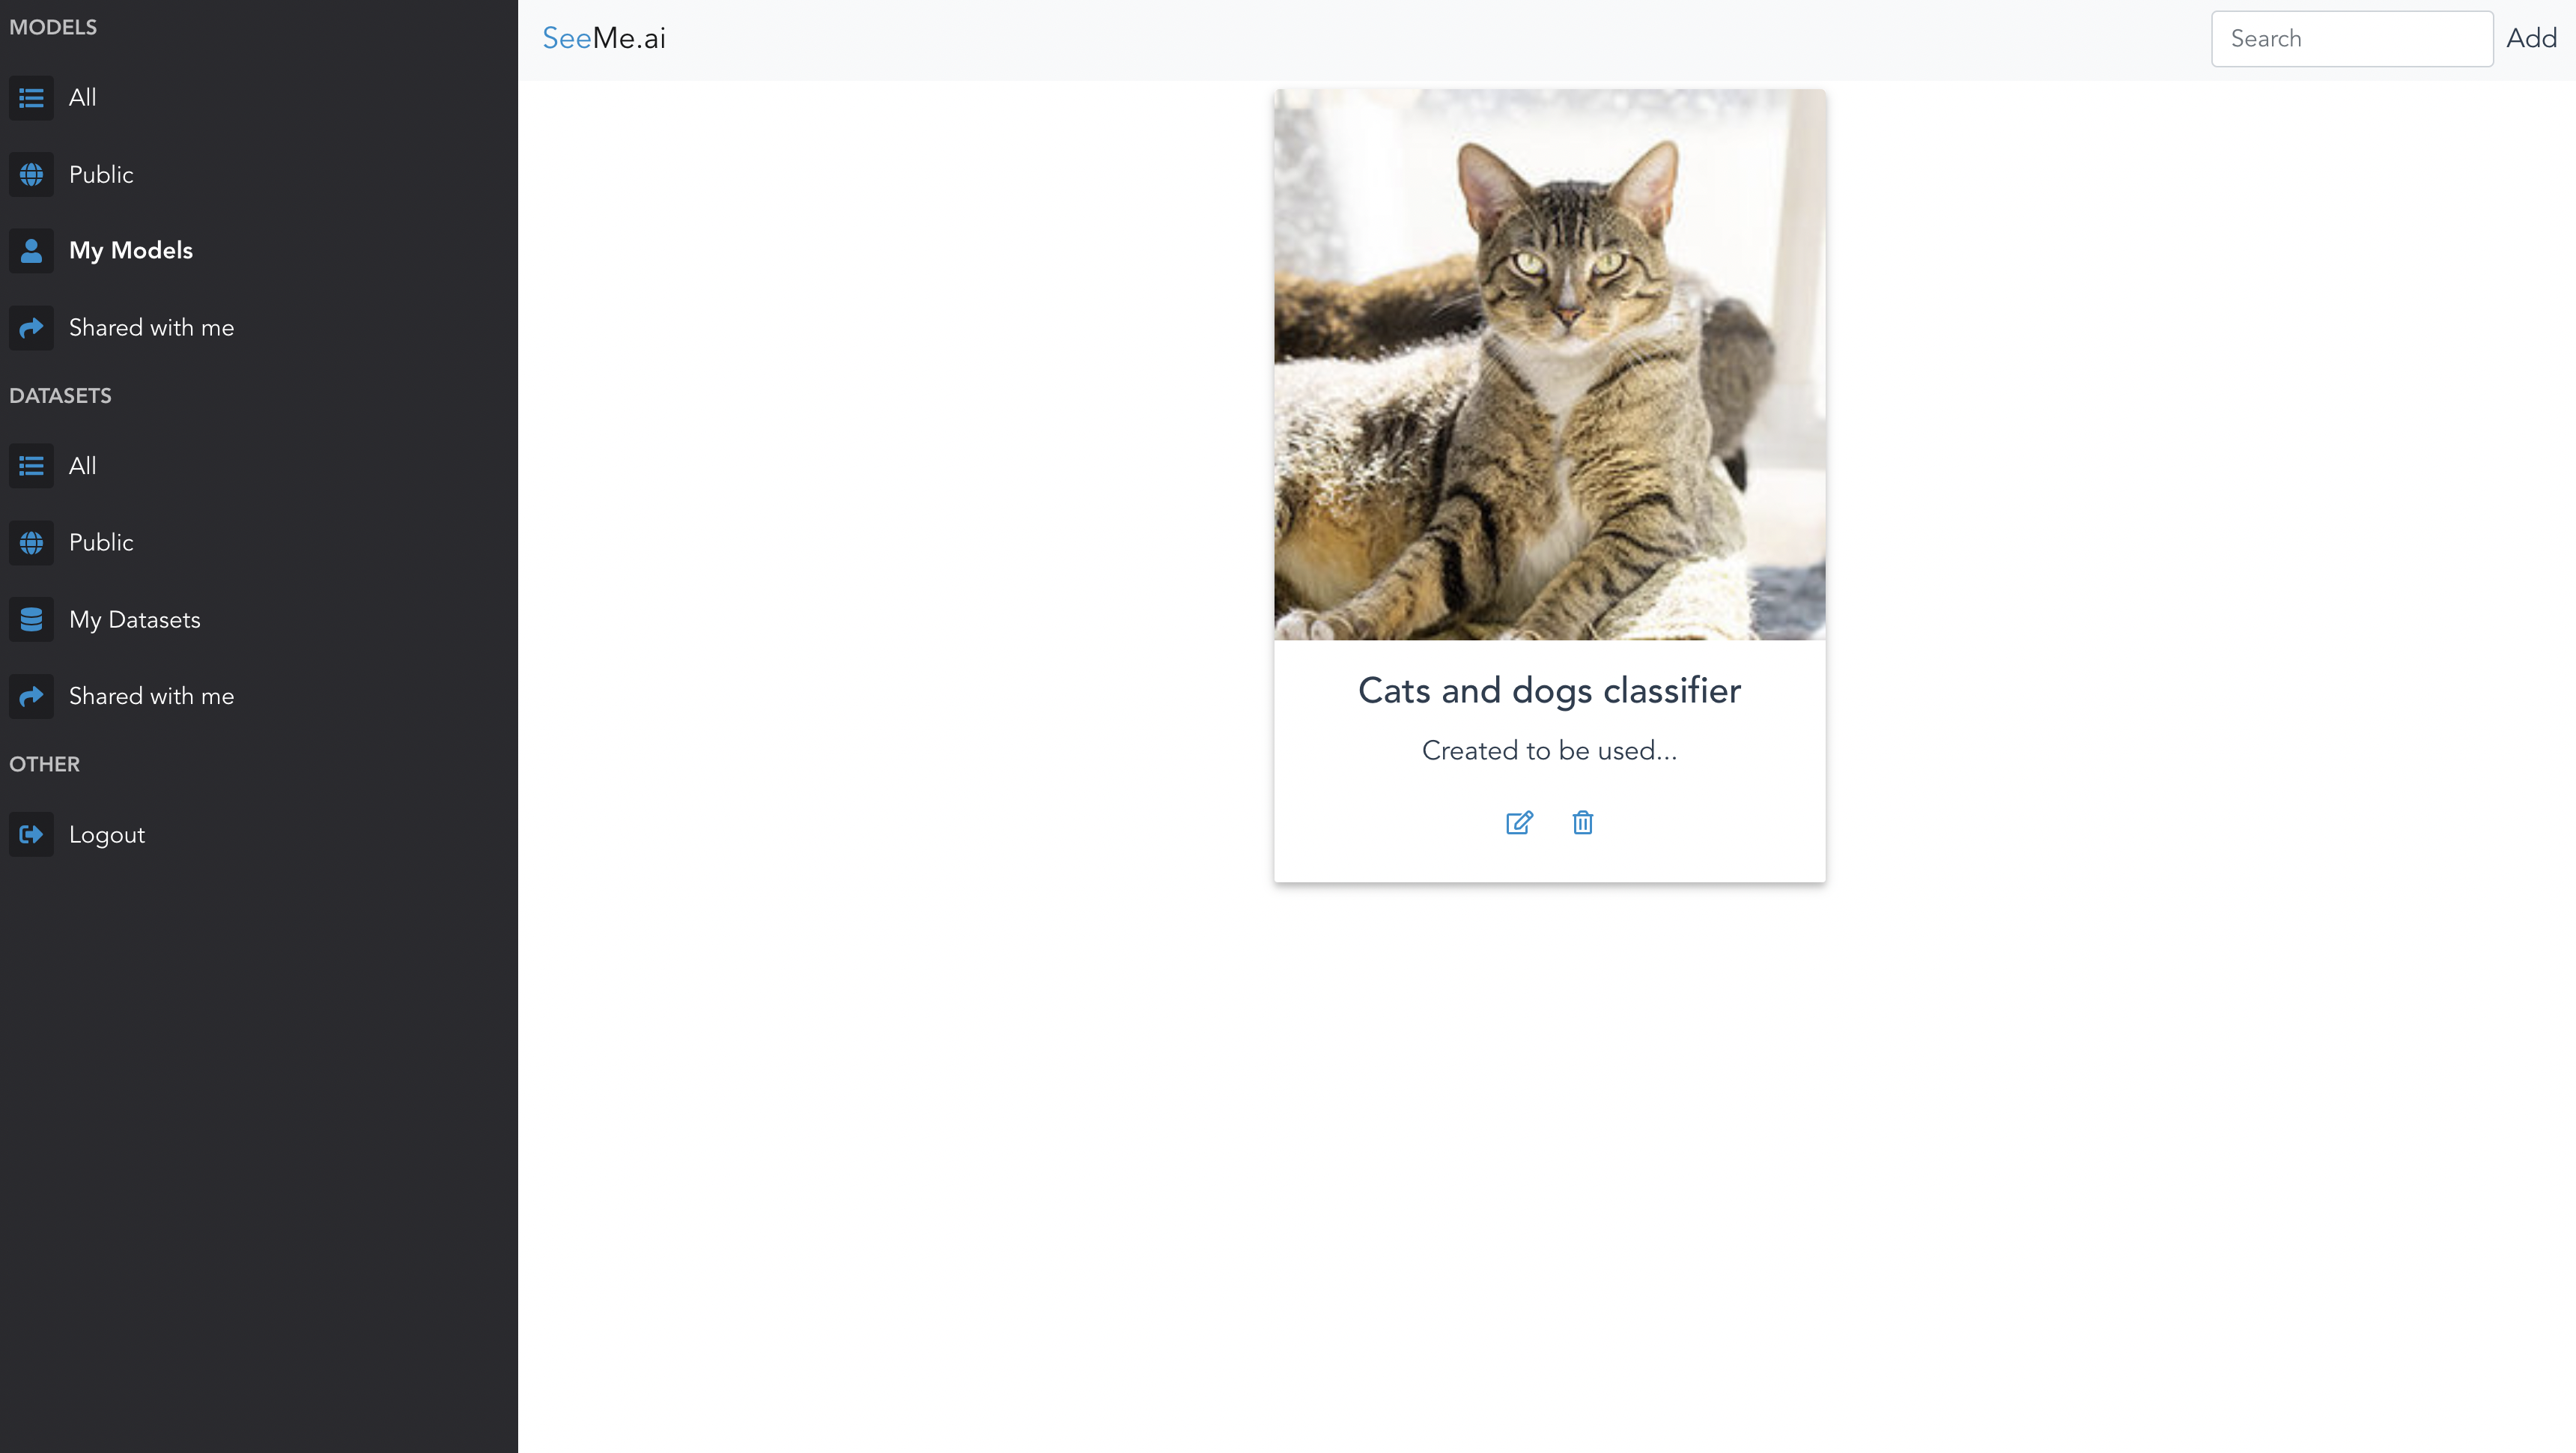 MODELS
All
Public
My Models
Shared with me
DATASETS
All
Public
My Datasets
Shared with me
OTHER
Logout
SeeMe.ai
Search
Add
Cats and dogs classifier
Created to be used...